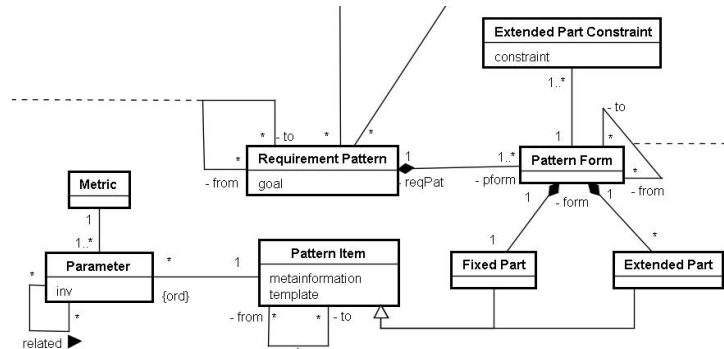 Extended Part Constraint
constraint
1..*
- to
* - to * *
1 *
Requirement Pattern
1
1..*
Pattern Form
*
goal
- from
- reqPat
- pform
*
- from
Metric
1
- form
1
1
1..*
Pattern Item
1
*
Parameter
*
1
Fixed Part
Extended Part
* inv
{ord}
metainformation
template
*
- from * * - to
related